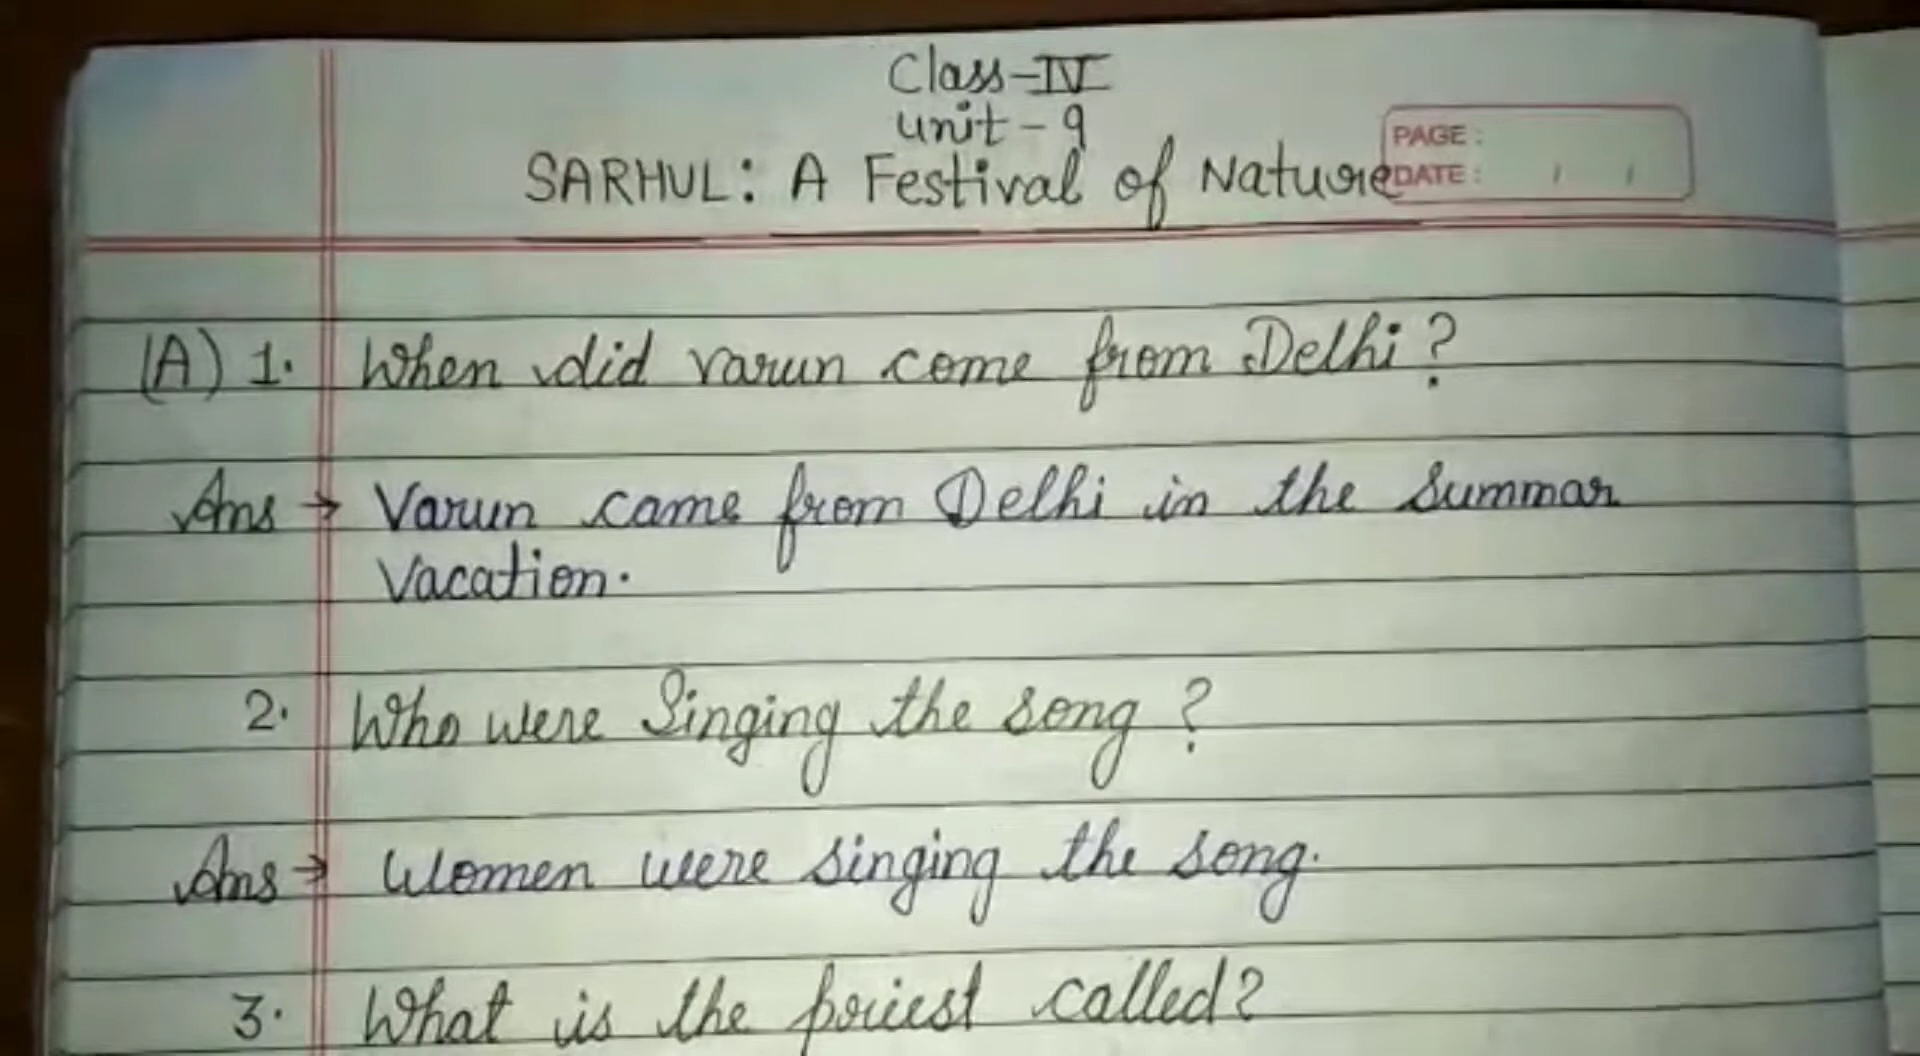 Class-IV
unit-9
SARHUL: A Festival of Nature
PAGE:
DATE: / /
(A) 1. When did varun come from Delhi?
Ans → Varun came from Delhi in the Summar
Vacation.
2. Who were Singing the song?
Ans → Women were singing the song.
3. What is the priest called?